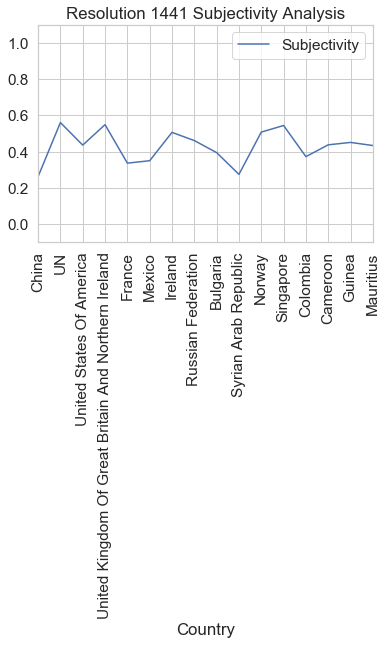 Resolution 1441 Subjectivity Analysis
Subjectivity
1.0
0.8
0.6
0.4
0.2
0.0
China
UN
United States Of America
United Kingdom Of Great Britain And Northern Ireland
France
Mexico
Ireland
Russian Federation
Bulgaria
Syrian Arab Republic
Norway
Singapore
Colombia
Cameroon
Guinea
Mauritius
Country